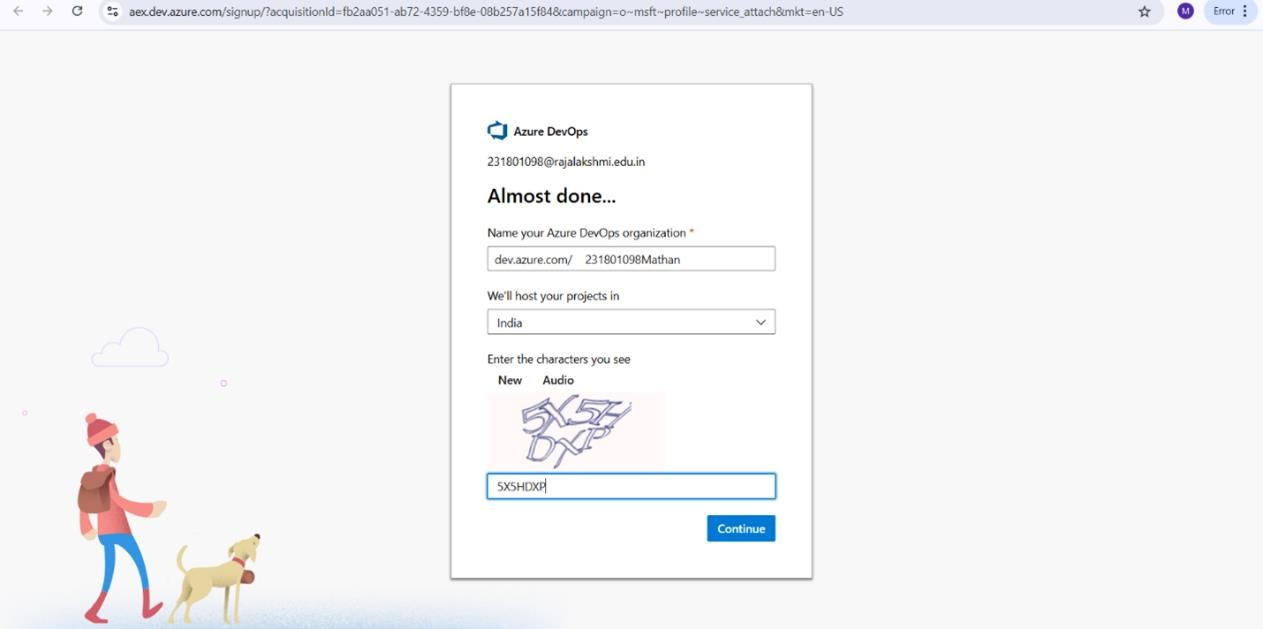 aex.dev.azure.com/signup/?acquisitionId=fb2aa051-ab72-4359-bf8e-08b257a15f84&campaign=o~msft~profile~service_attach&mkt=en-US
M
Error
Azure DevOps
231801098@rajalakshmi.edu.in
Almost done...
Name your Azure DevOps organization *
dev.azure.com/ 231801098Mathan
We'll host your projects in
India
Enter the characters you see
New Audio
5X5H
DXP
5X5HDXP
Continue